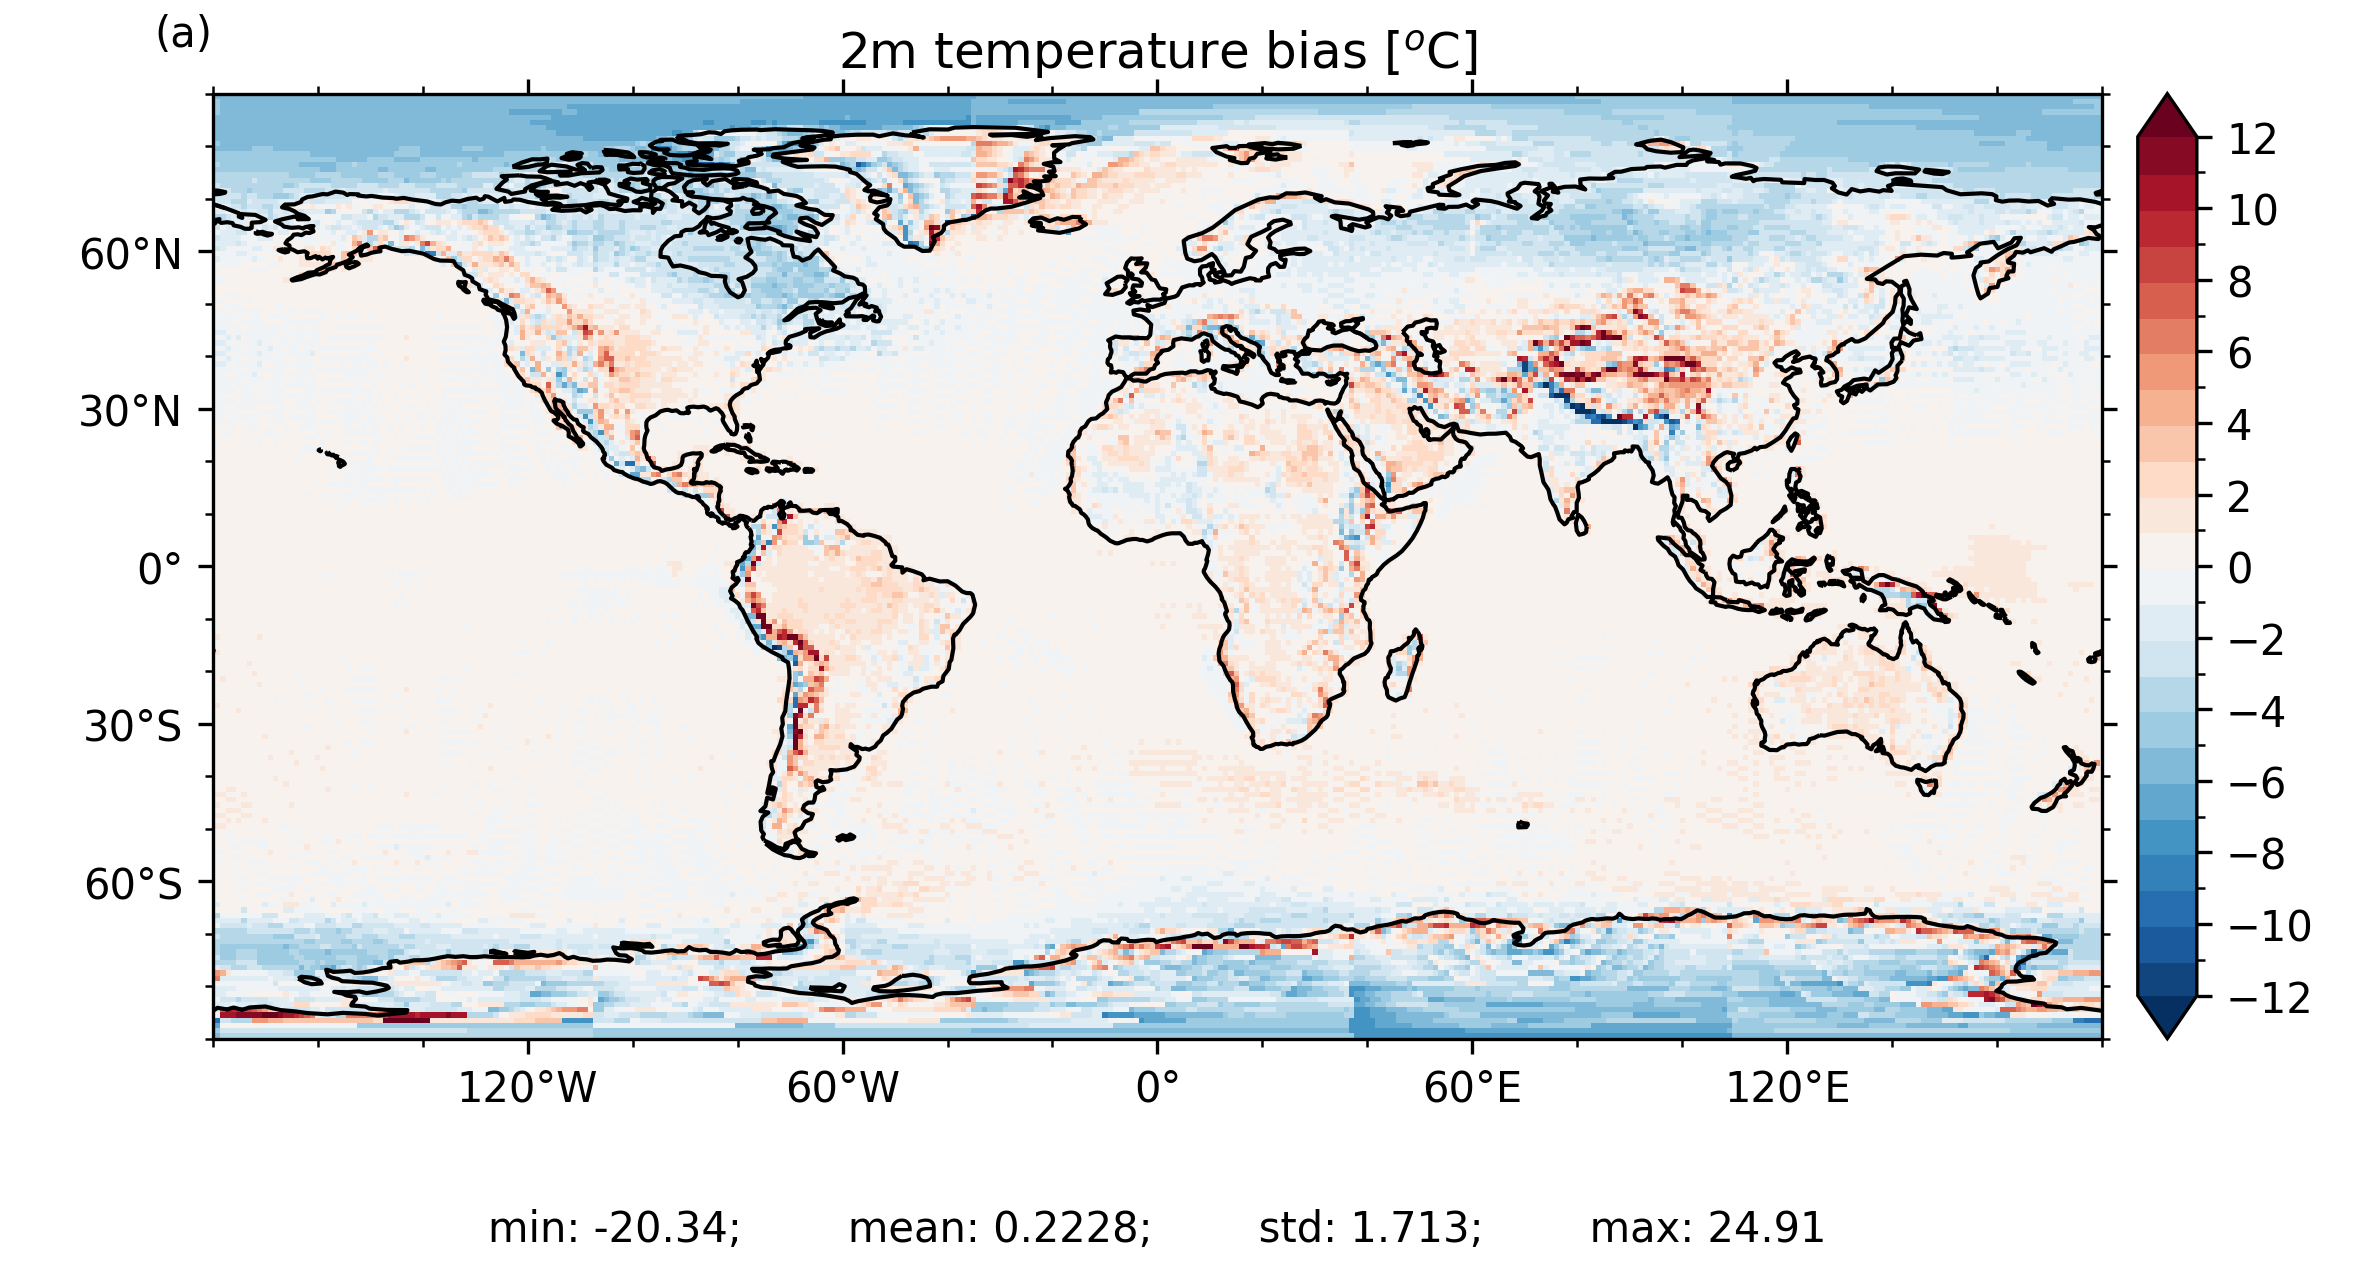 (a)
2m temperature bias [°C]
60°N
30°N
0°
30°S
60°S
120°W 60°W 0° 60°E 120°E
12
10
8
6
4
2
0
−2
−4
−6
−8
−10
−12
min: -20.34; mean: 0.2228; std: 1.713; max: 24.91